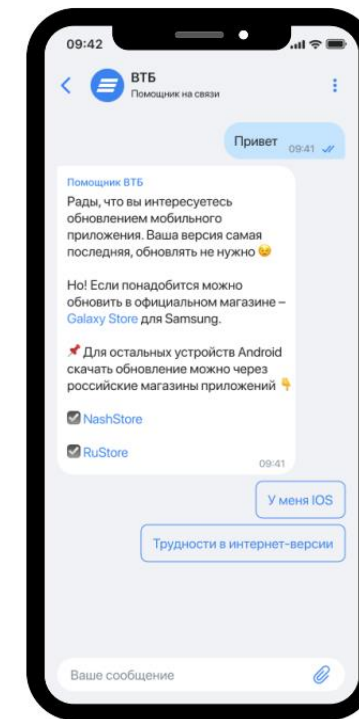 09:42
ВТБ
Помощник на связи
Привет
09:41
Помощник ВТБ
Рады, что вы интересуетесь
обновлением мобильного
приложения. Ваша версия самая
последняя, обновлять не нужно 😉
Но! Если понадобится можно
обновить в официальном магазине –
Galaxy Store для Samsung.
📌 Для остальных устройств Android
скачать обновление можно через
российские магазины приложений 👇
☑️ NashStore
☑️ RuStore
09:41
У меня IOS
Трудности в интернет-версии
Ваше сообщение